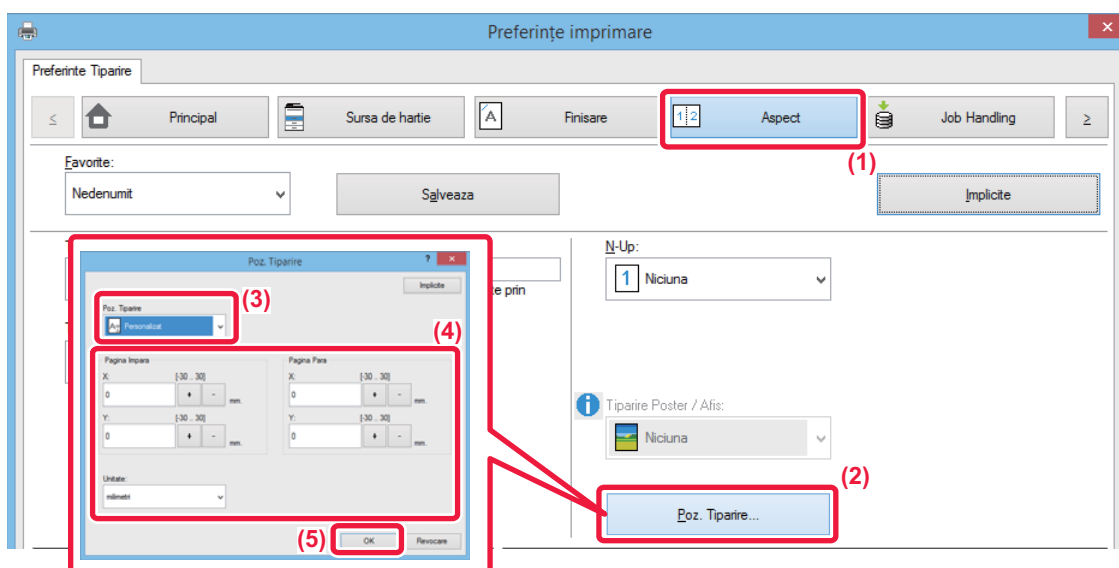 Preferințe imprimare
Preferinte Tiparire
< Principal Sursa de hartie Finisare 1 2 Aspect Job Handling >
(1)
Favorite:
Nedenumit Salveaza Implicite
Poz. Tiparire ? ×
Implicite
Poz. Tiparire
(3)
Personalizat
(4)
Pagina Impara Pagina Para
X: [-30 .. 30] X: [-30 .. 30]
0 + - mm. 0 + - mm.
Y: [-30 .. 30] Y: [-30 .. 30]
0 + - mm. 0 + - mm.
Unitate:
milimetri
(5) OK Revocare
te prin
N-Up:
1 Niciuna
Tiparire Poster / Afis:
Niciuna
(2)
Poz. Tiparire...